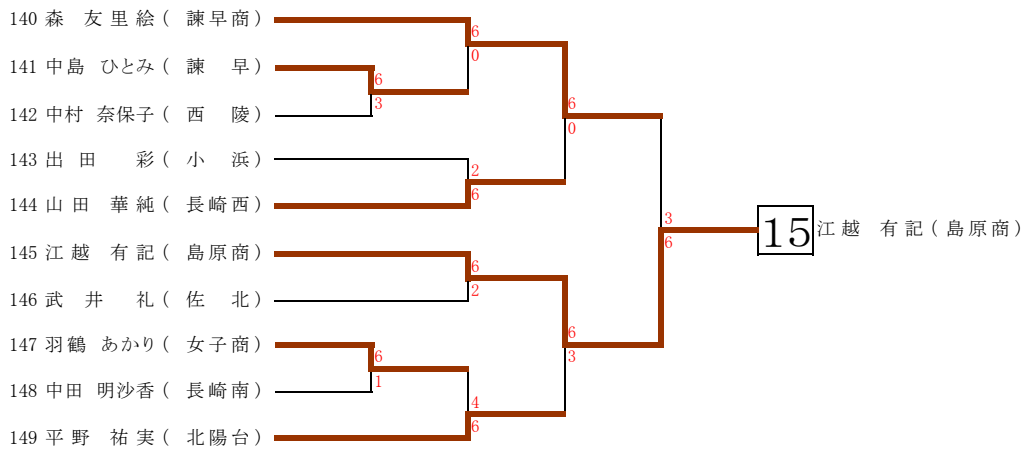 140 森 友里絵( 諫早商)
6
0
141 中島 ひとみ( 諫 早)
6
3
6
0
142 中村 奈保子( 西 陵)
143 出田 彩( 小 浜)
2
6
144 山田 華純( 長崎西)
3
6
15 江越 有記(島原商)
145 江越 有記( 島原商)
6
2
146 武井 礼( 佐 北)
6
3
147 羽鶴 あかり( 女子商)
6
1
148 中田 明沙香( 長崎南)
4
6
149 平野 祐実( 北陽台)